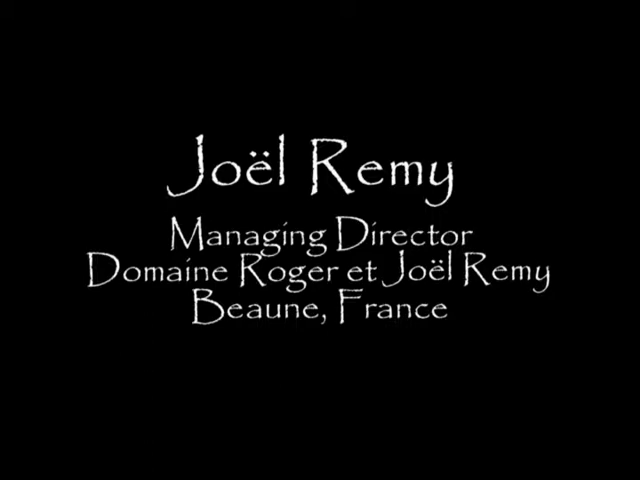 Joël Remy
Managing Director
Domaine Roger et Joël Remy
Beaune, France